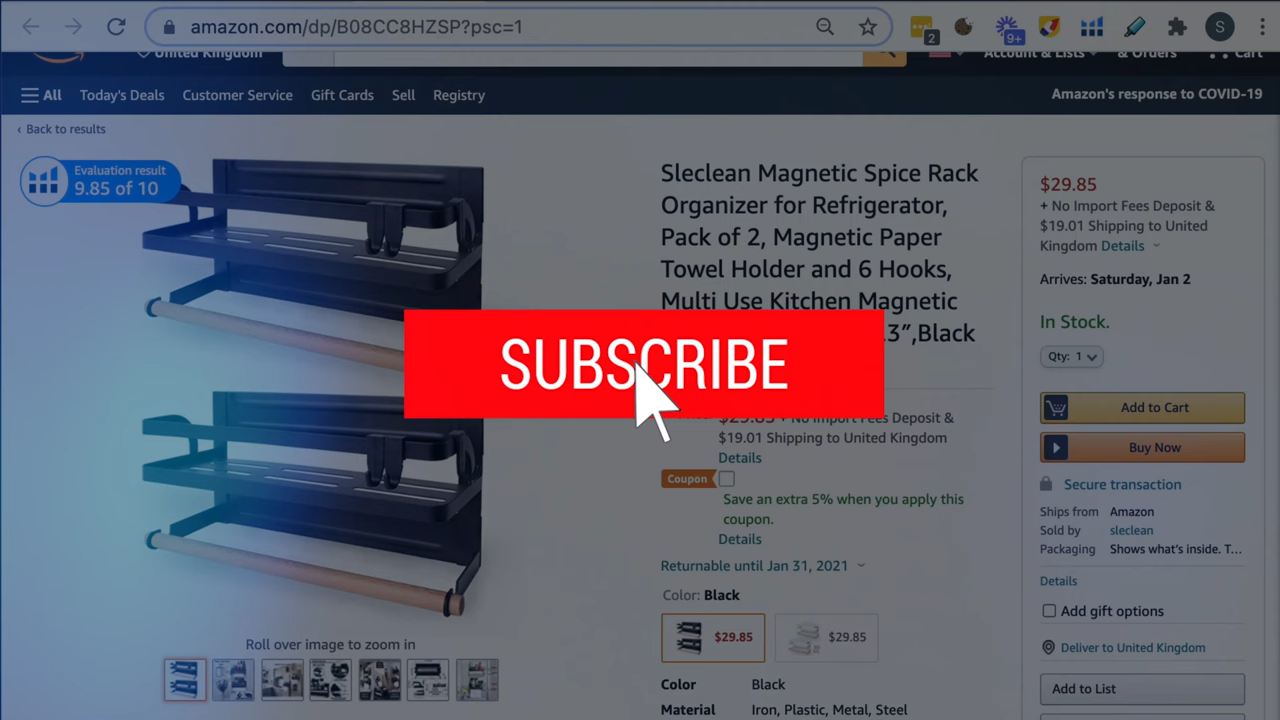 amazon.com/dp/B08CC8HZSP?psc=1
2
9+
S
United Kingdom
Account & Lists
& Orders
Cart
All
Today's Deals
Customer Service
Gift Cards
Sell
Registry
Amazon's response to COVID-19
‹ Back to results
Evaluation result
9.85 of 10
Sleclean Magnetic Spice Rack
Organizer for Refrigerator,
Pack of 2, Magnetic Paper
Towel Holder and 6 Hooks,
Multi Use Kitchen Magnetic
.3",Black
SUBSCRIBE
$29.85 + No Import Fees Deposit &
$19.01 Shipping to United Kingdom
Details
Coupon
Save an extra 5% when you apply this
coupon.
Details
Returnable until Jan 31, 2021
Color: Black
$29.85
$29.85
Color Black
Material Iron, Plastic, Metal, Steel
Roll over image to zoom in
$29.85
+ No Import Fees Deposit &
$19.01 Shipping to United
Kingdom Details
Arrives: Saturday, Jan 2
In Stock.
Qty: 1
Add to Cart
Buy Now
Secure transaction
Ships from Amazon
Sold by sleclean
Packaging Shows what's inside. T...
Details
Add gift options
Deliver to United Kingdom
Add to List